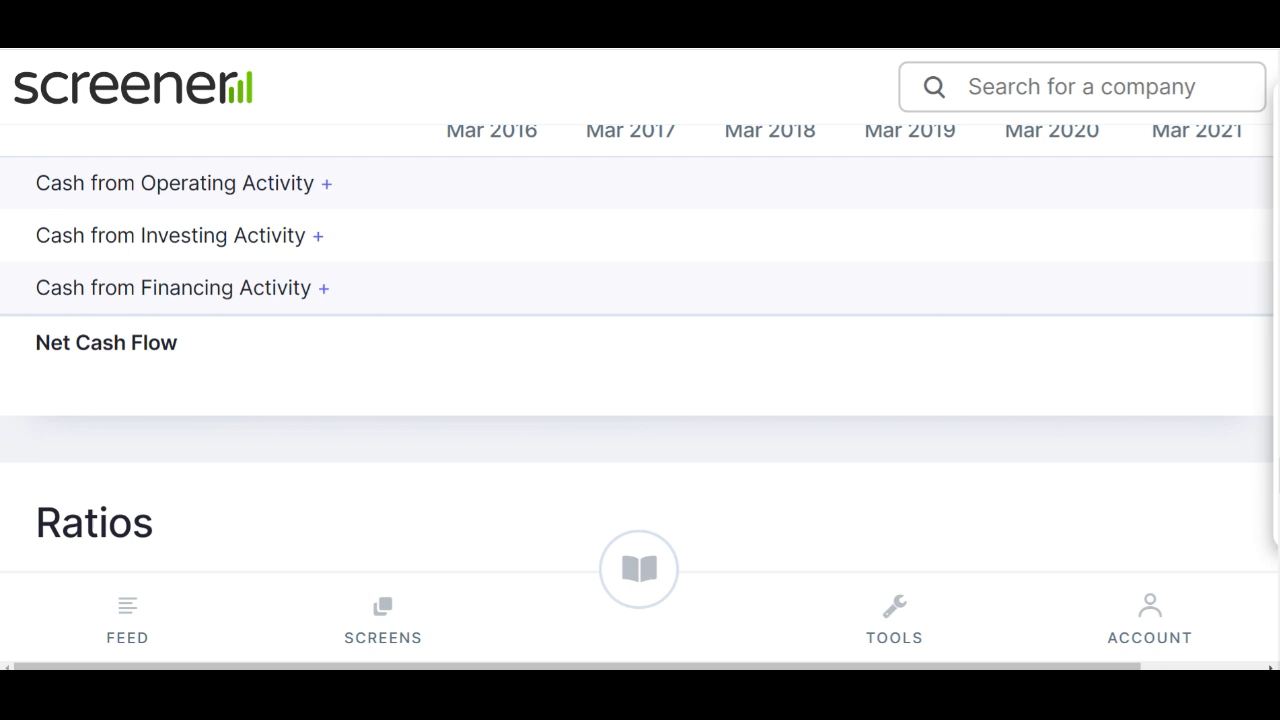 screener
Search for a company
Mar 2016 Mar 2017 Mar 2018 Mar 2019 Mar 2020 Mar 2021
Cash from Operating Activity +
Cash from Investing Activity +
Cash from Financing Activity +
Net Cash Flow
Ratios
FEED SCREENS TOOLS ACCOUNT